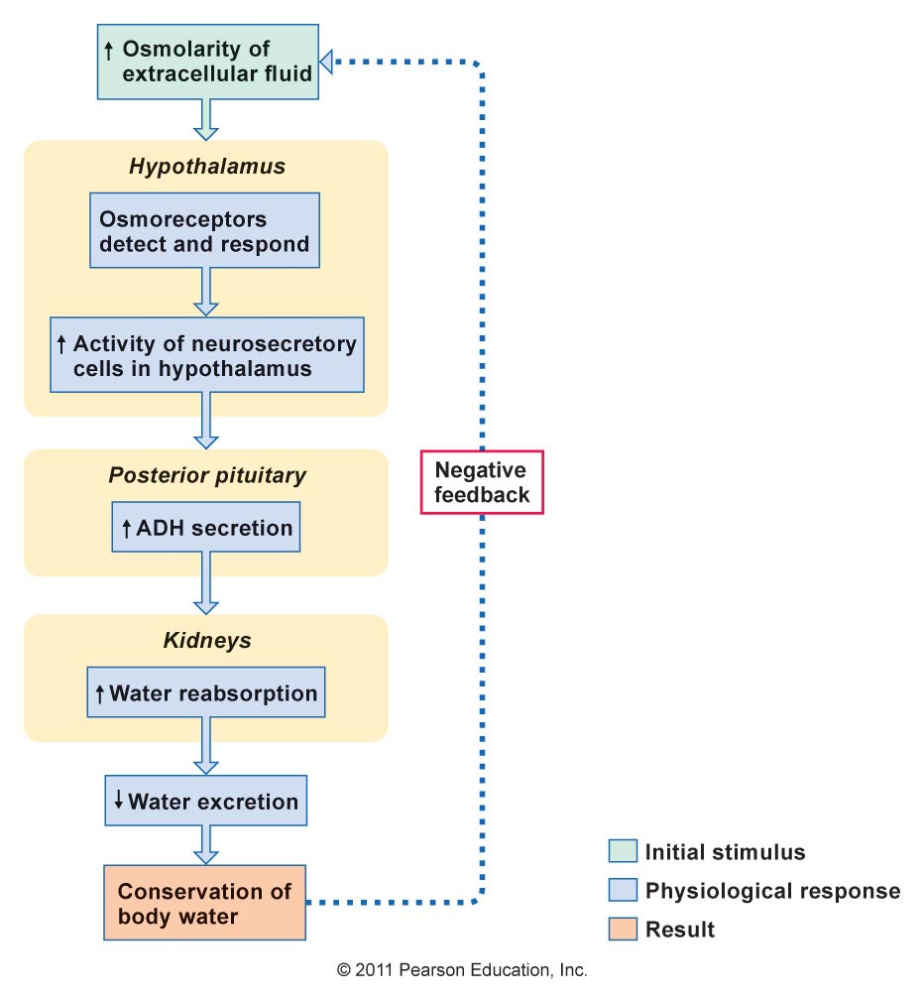 ↑ Osmolarity of
extracellular fluid
Hypothalamus
Osmoreceptors
detect and respond
↑ Activity of neurosecretory
cells in hypothalamus
Posterior pituitary
↑ ADH secretion
Kidneys
↑ Water reabsorption
↓ Water excretion
Conservation of
body water
Negative
feedback
Initial stimulus
Physiological response
Result
© 2011 Pearson Education, Inc.